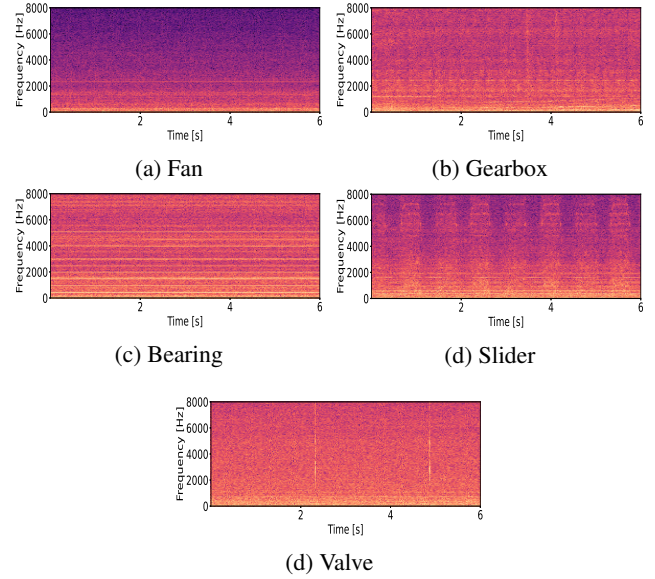 Frequency [Hz]
8000
6000
4000
2000
0
2
4
6
Time [s]
(a) Fan
Frequency [Hz]
8000
6000
4000
2000
0
2
4
6
Time [s]
(b) Gearbox
Frequency [Hz]
8000
6000
4000
2000
0
2
4
6
Time [s]
(c) Bearing
Frequency [Hz]
8000
6000
4000
2000
0
2
4
6
Time [s]
(d) Slider
Frequency [Hz]
8000
6000
4000
2000
0
2
4
6
Time [s]
(d) Valve